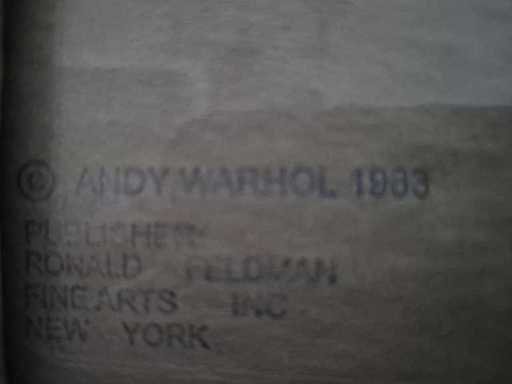 © ANDY WARHOL 1983
PUBLISHER
RONALD FELDMAN
FINE ARTS INC
NEW YORK